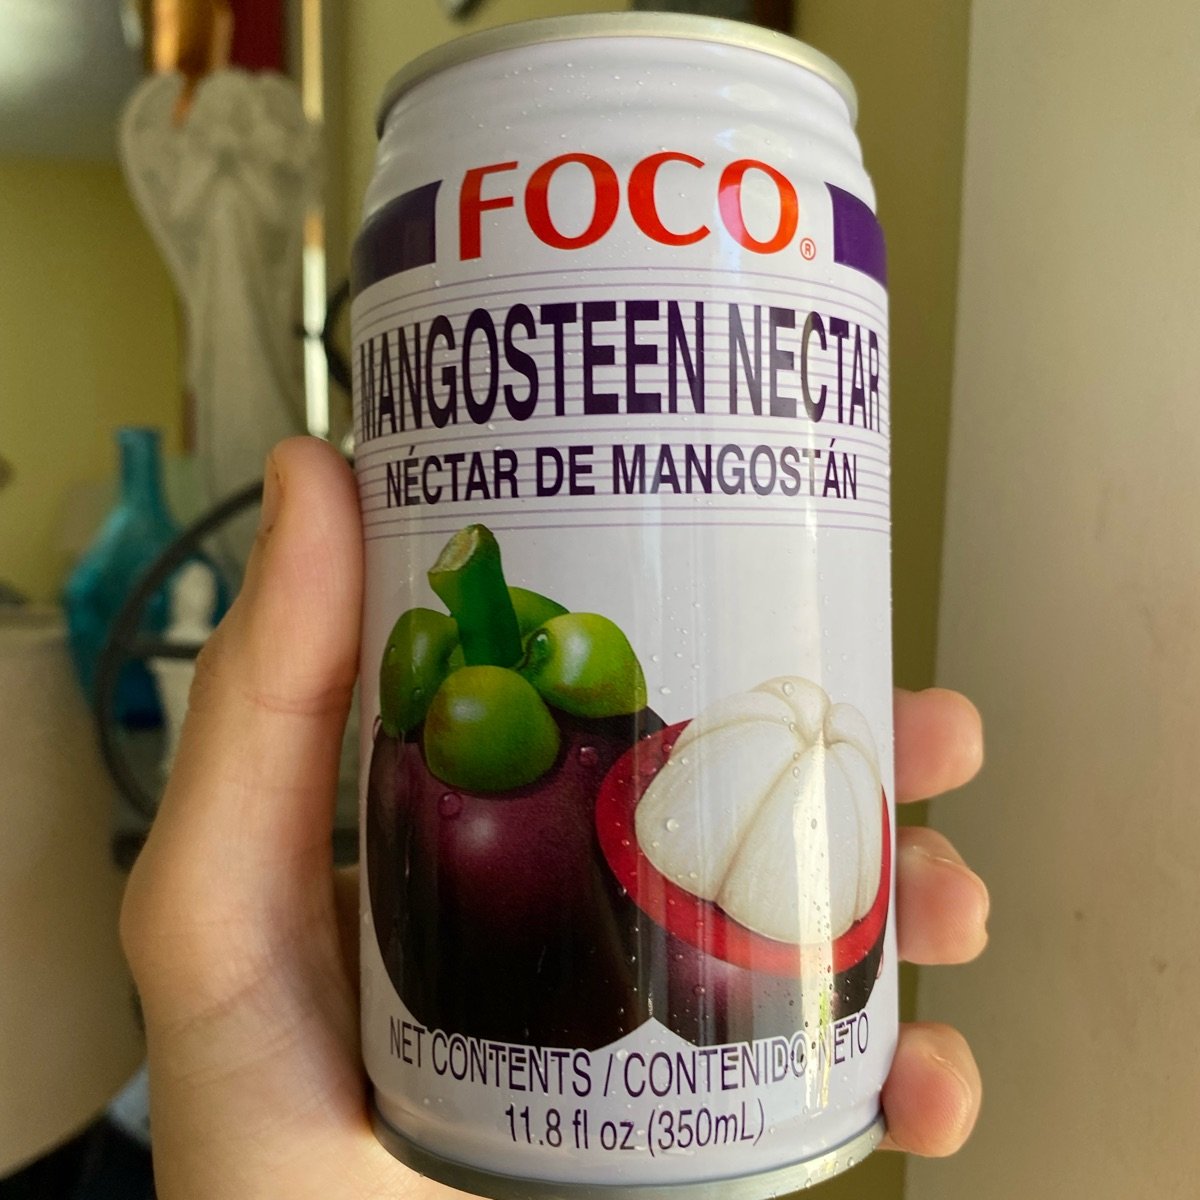 FOCO®
MANGOSTEEN NECTAR
NÉCTAR DE MANGOSTÁN
NET CONTENTS / CONTENIDO NETO
11.8 fl oz (350mL)